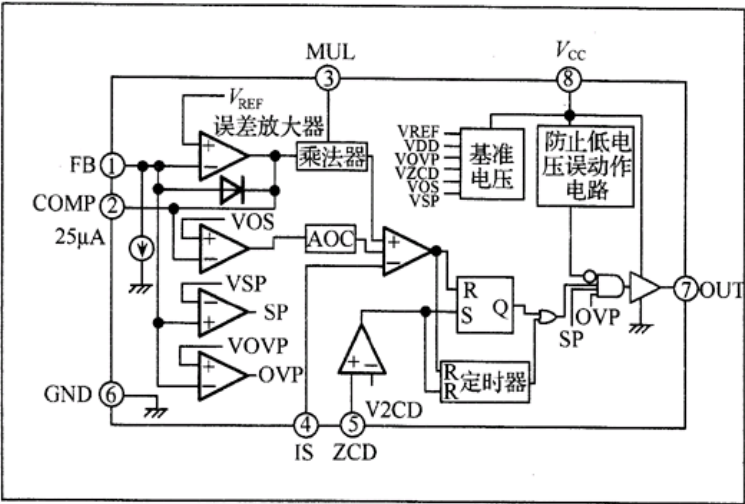 MUL
③
VCC
⑧
VREF
误差放大器
FB ①
乘法器
COMP ②
25μA
VREF
VDD
VOVP
VZCD
VOS
VSP
基准
电压
防止低电
压误动作
电路
VOS
AOC
VSP
SP
VOVP
OVP
R
S
Q
⑦ OUT
OVP
SP
R
R
定时器
V2CD
GND ⑥
④
IS
⑤
ZCD
+
−
+
−
−
+
+
−
+
−
+
−